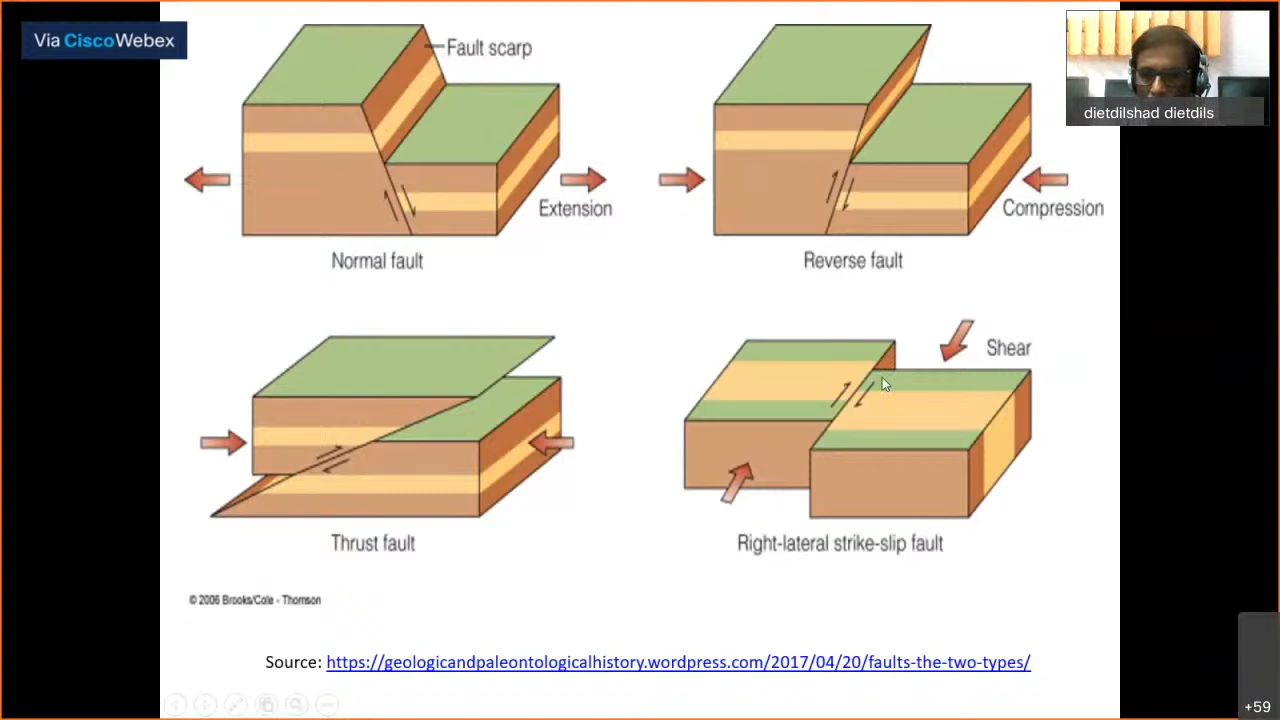 Via CiscoWebex
Fault scarp
dietdilshad dietdils
Extension
Compression
Normal fault
Reverse fault
Shear
Thrust fault
Right-lateral strike-slip fault
© 2006 Brooks/Cole - Thomson
Source: https://geologicandpaleontologicalhistory.wordpress.com/2017/04/20/faults-the-two-types/
+59